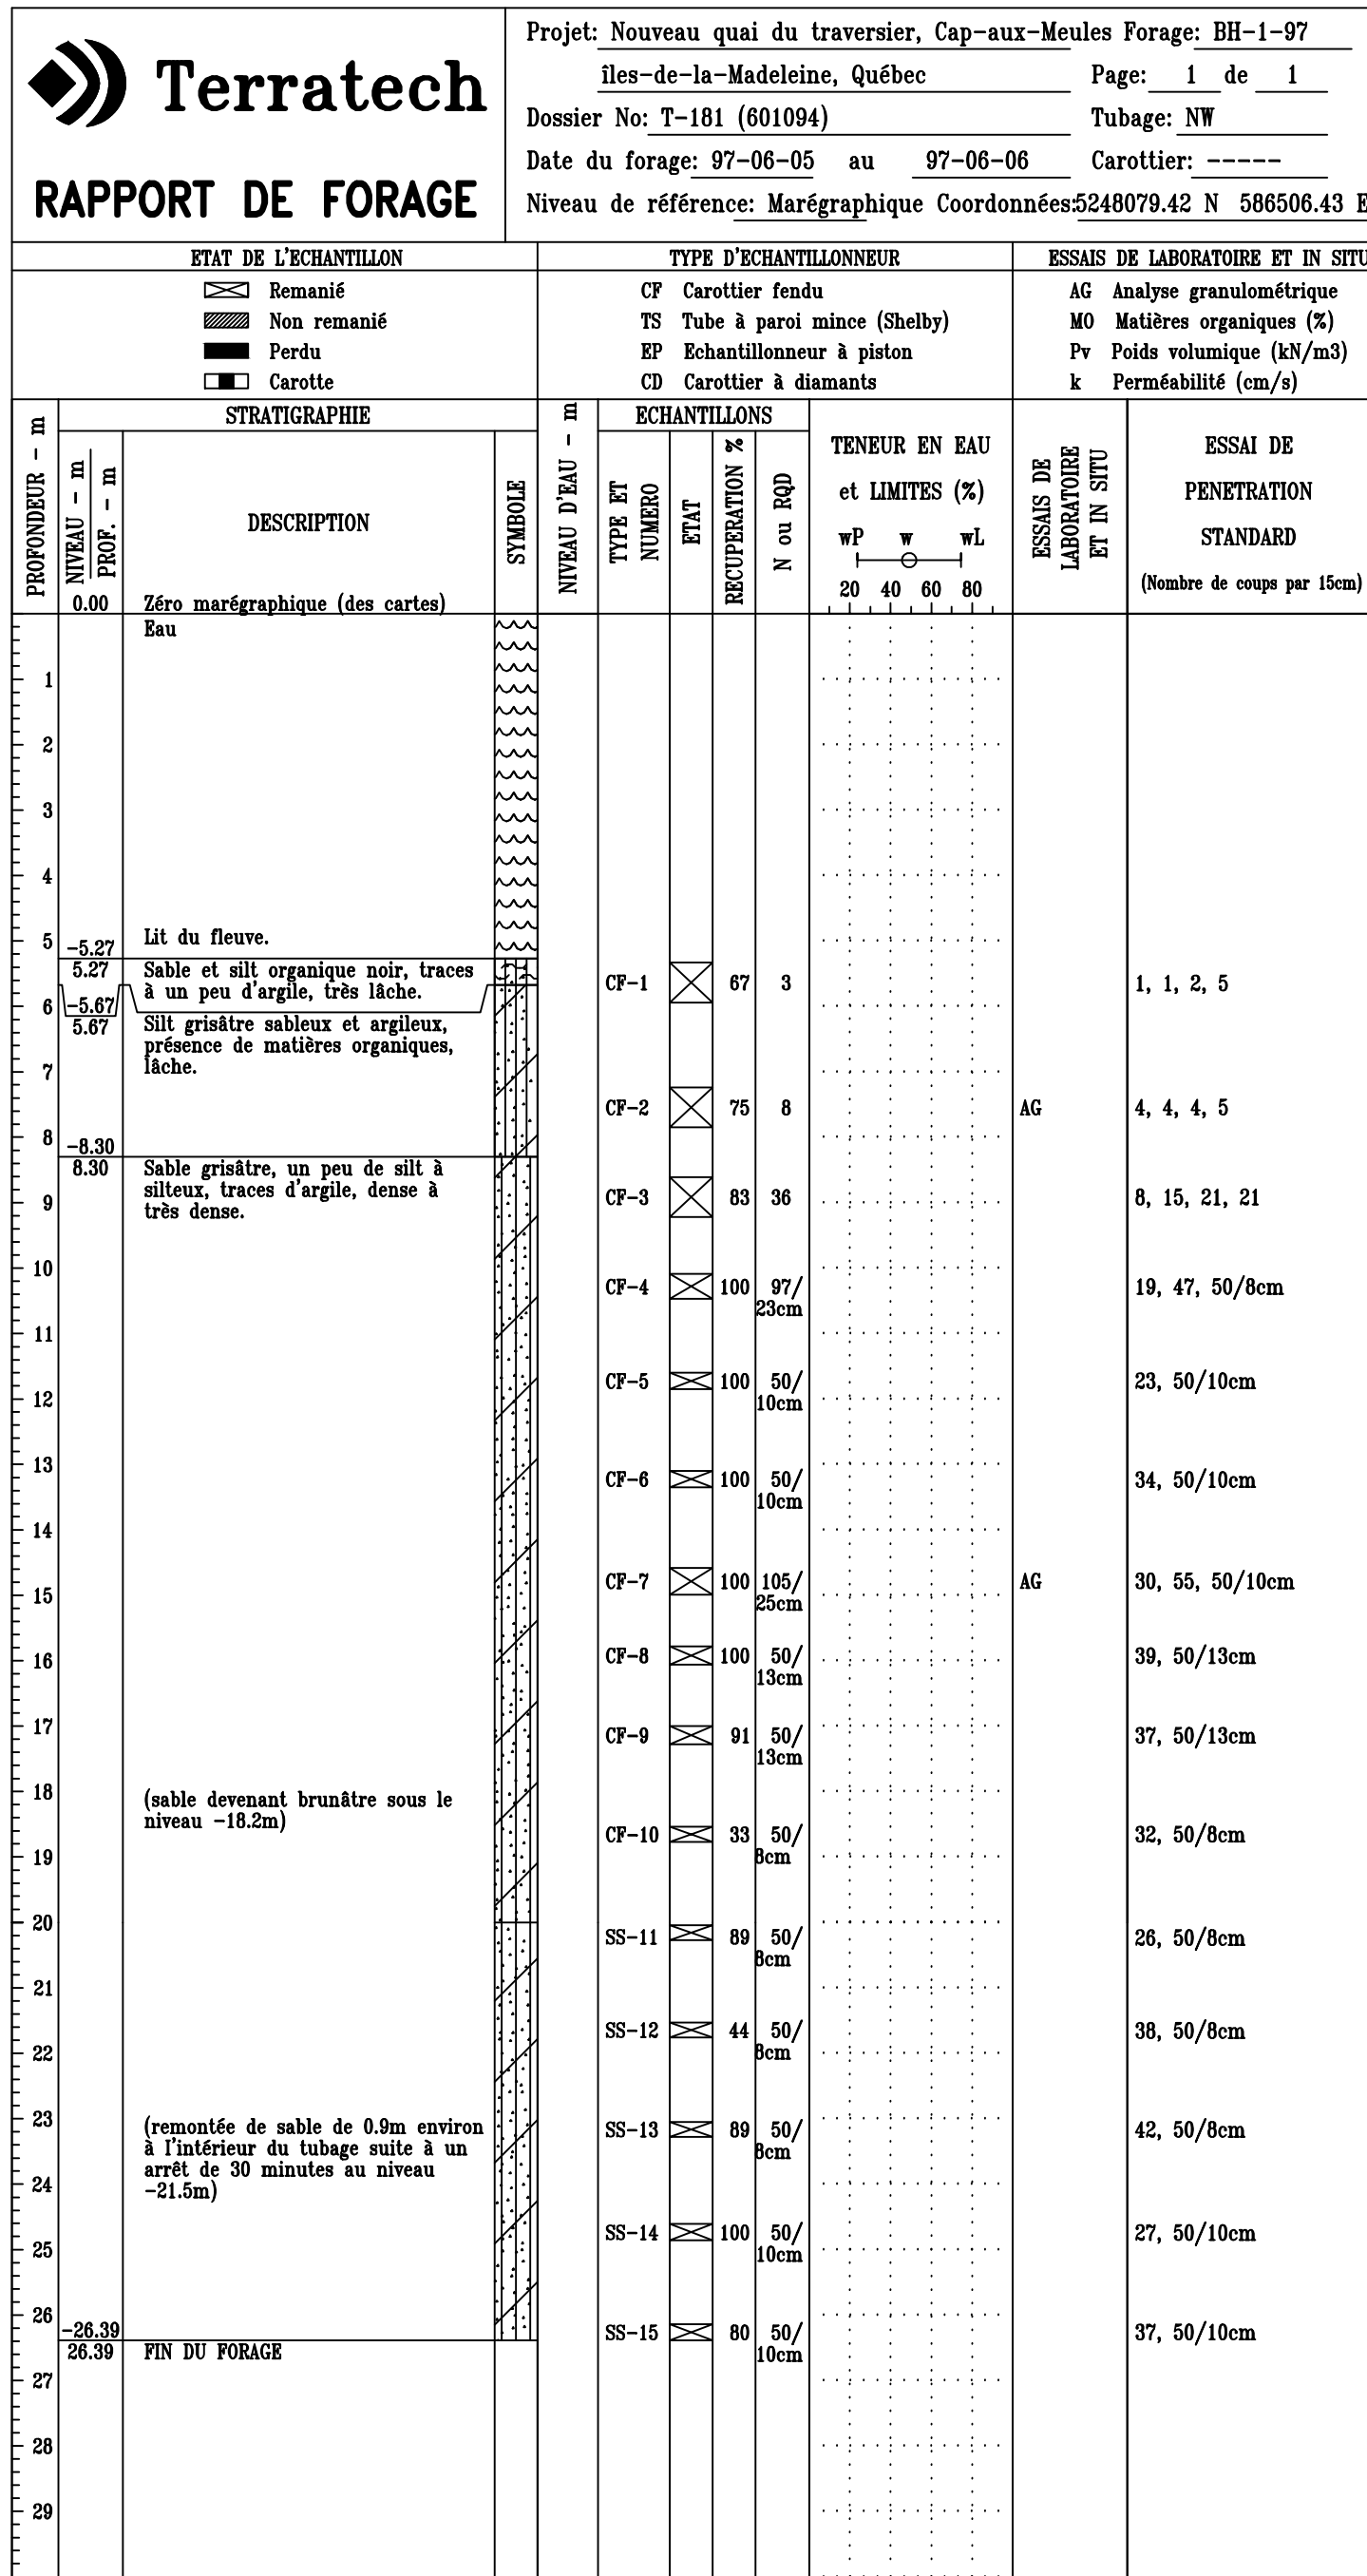 Terratech
RAPPORT DE FORAGE
Projet: Nouveau quai du traversier, Cap-aux-Meules Forage: BH-1-97
îles-de-la-Madeleine, Québec Page: 1 de 1
Dossier No: T-181 (601094) Tubage: NW
Date du forage: 97-06-05 au 97-06-06 Carottier: -----
Niveau de référence: Marégraphique Coordonnées: 5248079.42 N 586506.43 E
ETAT DE L'ECHANTILLON
Remanié
Non remanié
Perdu
Carotte
TYPE D'ECHANTILLONNEUR
CF Carottier fendu
TS Tube à paroi mince (Shelby)
EP Echantillonneur à piston
CD Carottier à diamants
ESSAIS DE LABORATOIRE ET IN SITU
AG Analyse granulométrique
MO Matières organiques (%)
Pv Poids volumique (kN/m3)
k Perméabilité (cm/s)
PROFONDEUR - m
STRATIGRAPHIE
NIVEAU - m
PROF. - m
DESCRIPTION
SYMBOLE
NIVEAU D'EAU - m
ECHANTILLONS
TYPE ET
NUMERO
ETAT
RECUPERATION %
N ou RQD
TENEUR EN EAU
et LIMITES (%)
wP w wL
20 40 60 80
ESSAIS DE
LABORATOIRE
ET IN SITU
ESSAI DE
PENETRATION
STANDARD
(Nombre de coups par 15cm)
0.00 Zéro marégraphique (des cartes)
Eau
1
2
3
4
5
-5.27 Lit du fleuve.
5.27 Sable et silt organique noir, traces
à un peu d'argile, très lâche.
CF-1 67 3 1, 1, 2, 5
6
-5.67
5.67 Silt grisâtre sableux et argileux,
présence de matières organiques,
lâche.
7
CF-2 75 8 AG 4, 4, 4, 5
8
-8.30
8.30 Sable grisâtre, un peu de silt à
silteux, traces d'argile, dense à
très dense.
CF-3 83 36 8, 15, 21, 21
9
10
CF-4 100 97/ 19, 47, 50/8cm
23cm
11
CF-5 100 50/ 23, 50/10cm
10cm
12
13
CF-6 100 50/ 34, 50/10cm
10cm
14
CF-7 100 105/ AG 30, 55, 50/10cm
25cm
15
CF-8 100 50/ 39, 50/13cm
13cm
16
17
CF-9 91 50/ 37, 50/13cm
13cm
18
(sable devenant brunâtre sous le
niveau -18.2m)
CF-10 33 50/ 32, 50/8cm
8cm
19
20
SS-11 89 50/ 26, 50/8cm
8cm
21
SS-12 44 50/ 38, 50/8cm
8cm
22
23
(remontée de sable de 0.9m environ
à l'intérieur du tubage suite à un
arrêt de 30 minutes au niveau
-21.5m)
SS-13 89 50/ 42, 50/8cm
8cm
24
SS-14 100 50/ 27, 50/10cm
10cm
25
26
-26.39
SS-15 80 50/ 37, 50/10cm
10cm
26.39 FIN DU FORAGE
27
28
29